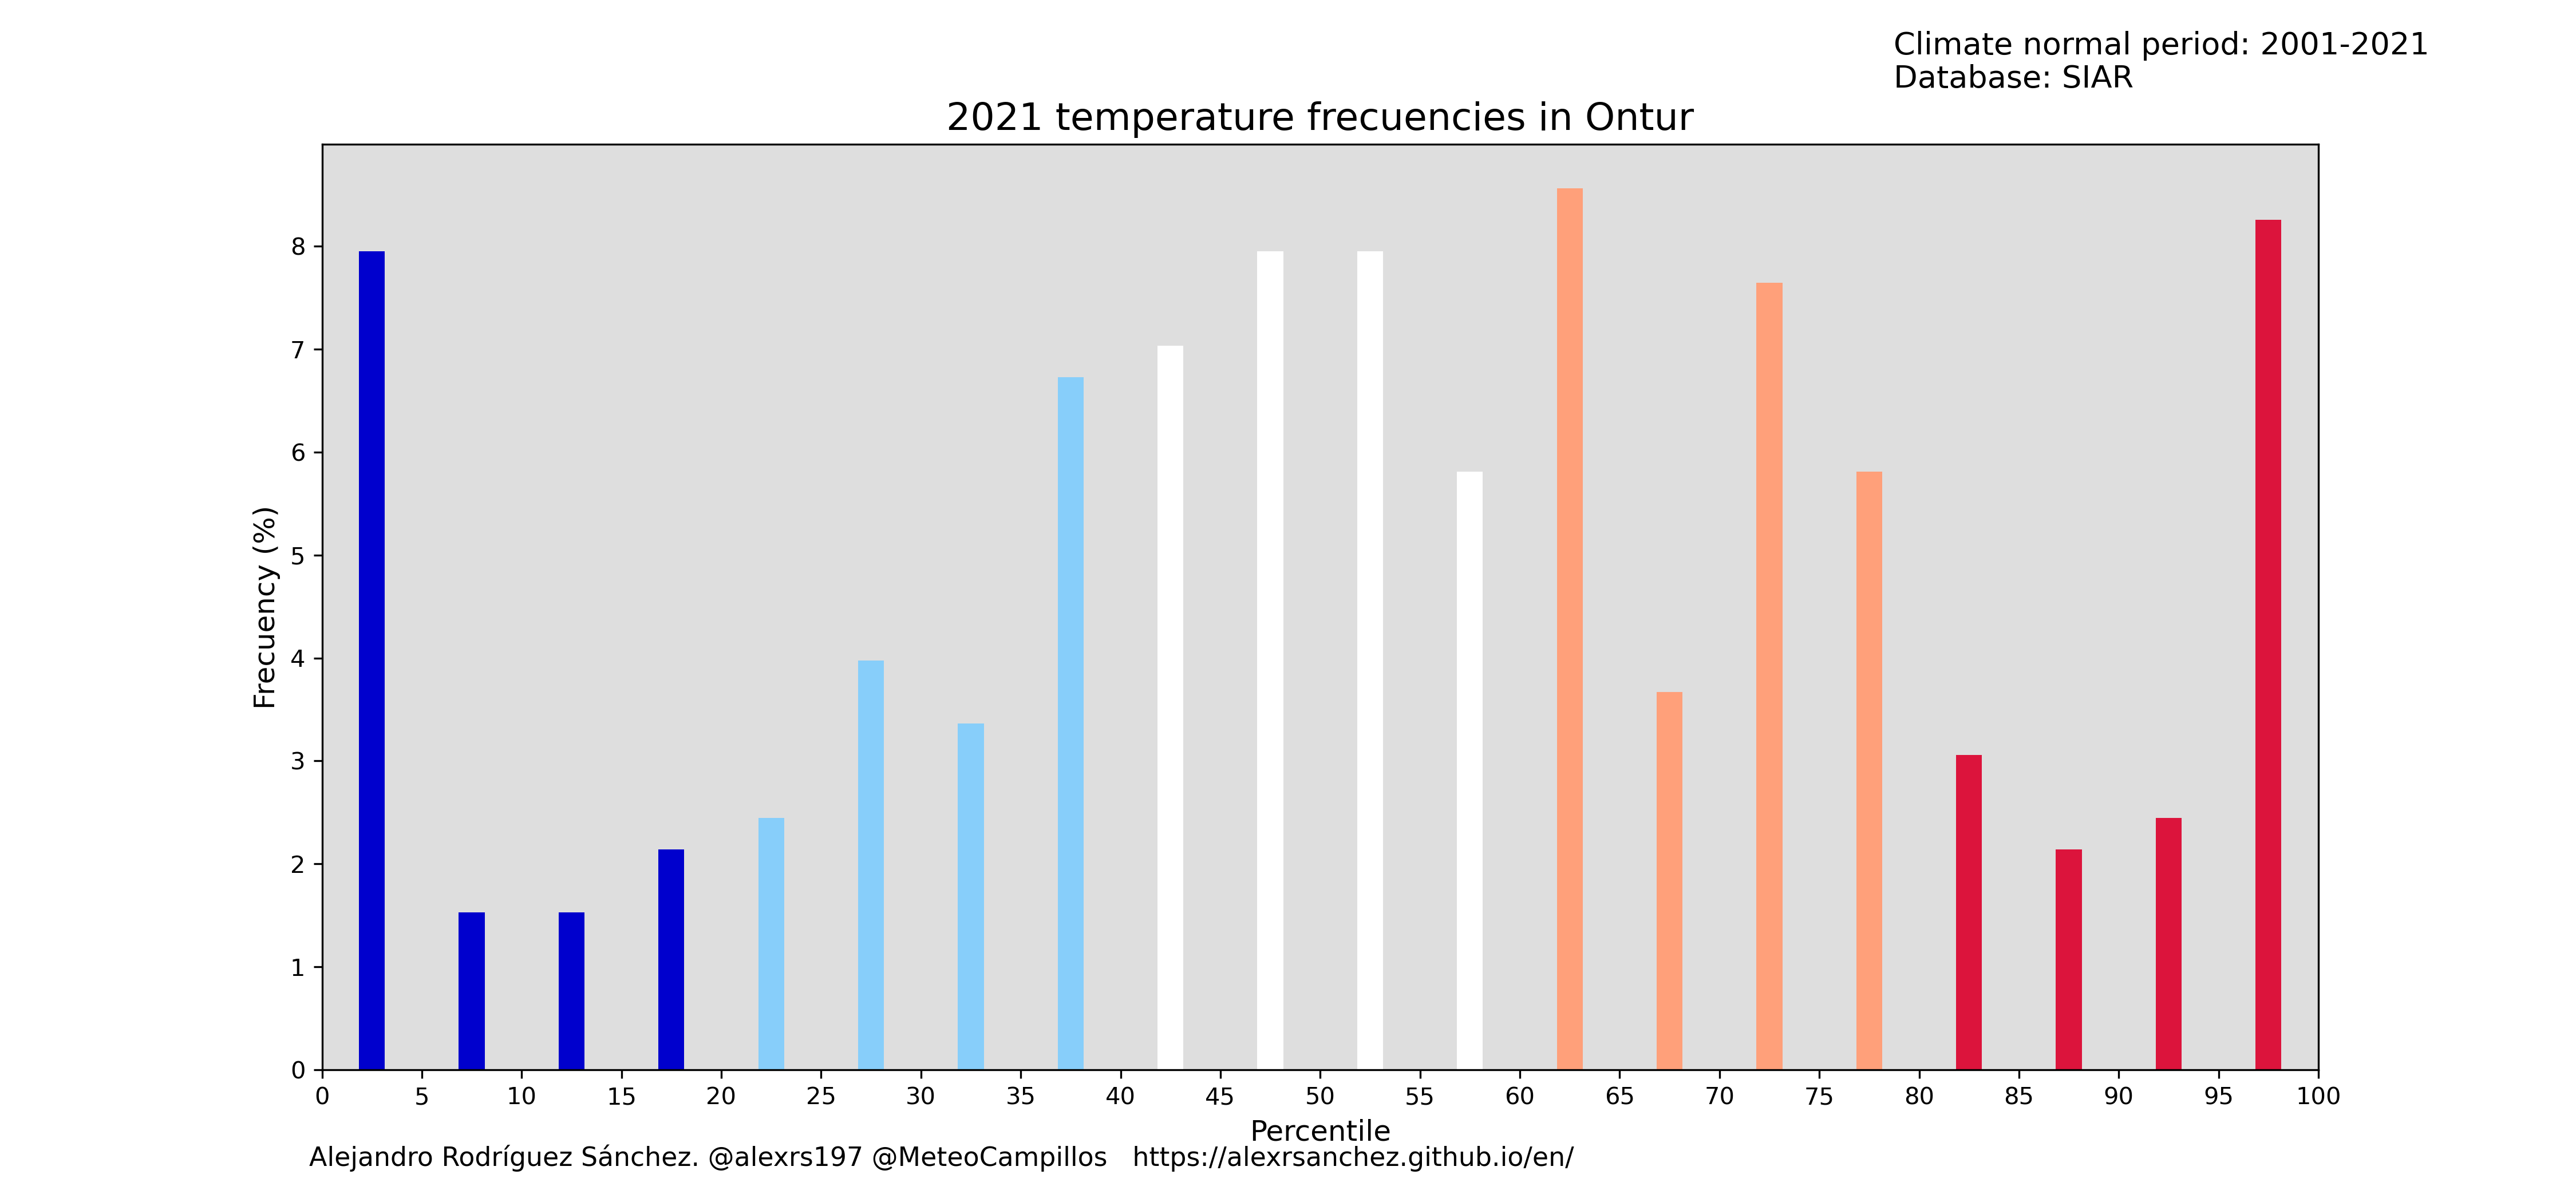 Climate normal period: 2001-2021
Database: SIAR
2021 temperature frecuencies in Ontur
Frecuency (%)
8
7
6
5
4
3
2
1
0
0 5 10 15 20 25 30 35 40 45 50 55 60 65 70 75 80 85 90 95 100
Percentile
Alejandro Rodríguez Sánchez. @alexrs197 @MeteoCampillos https://alexrsanchez.github.io/en/